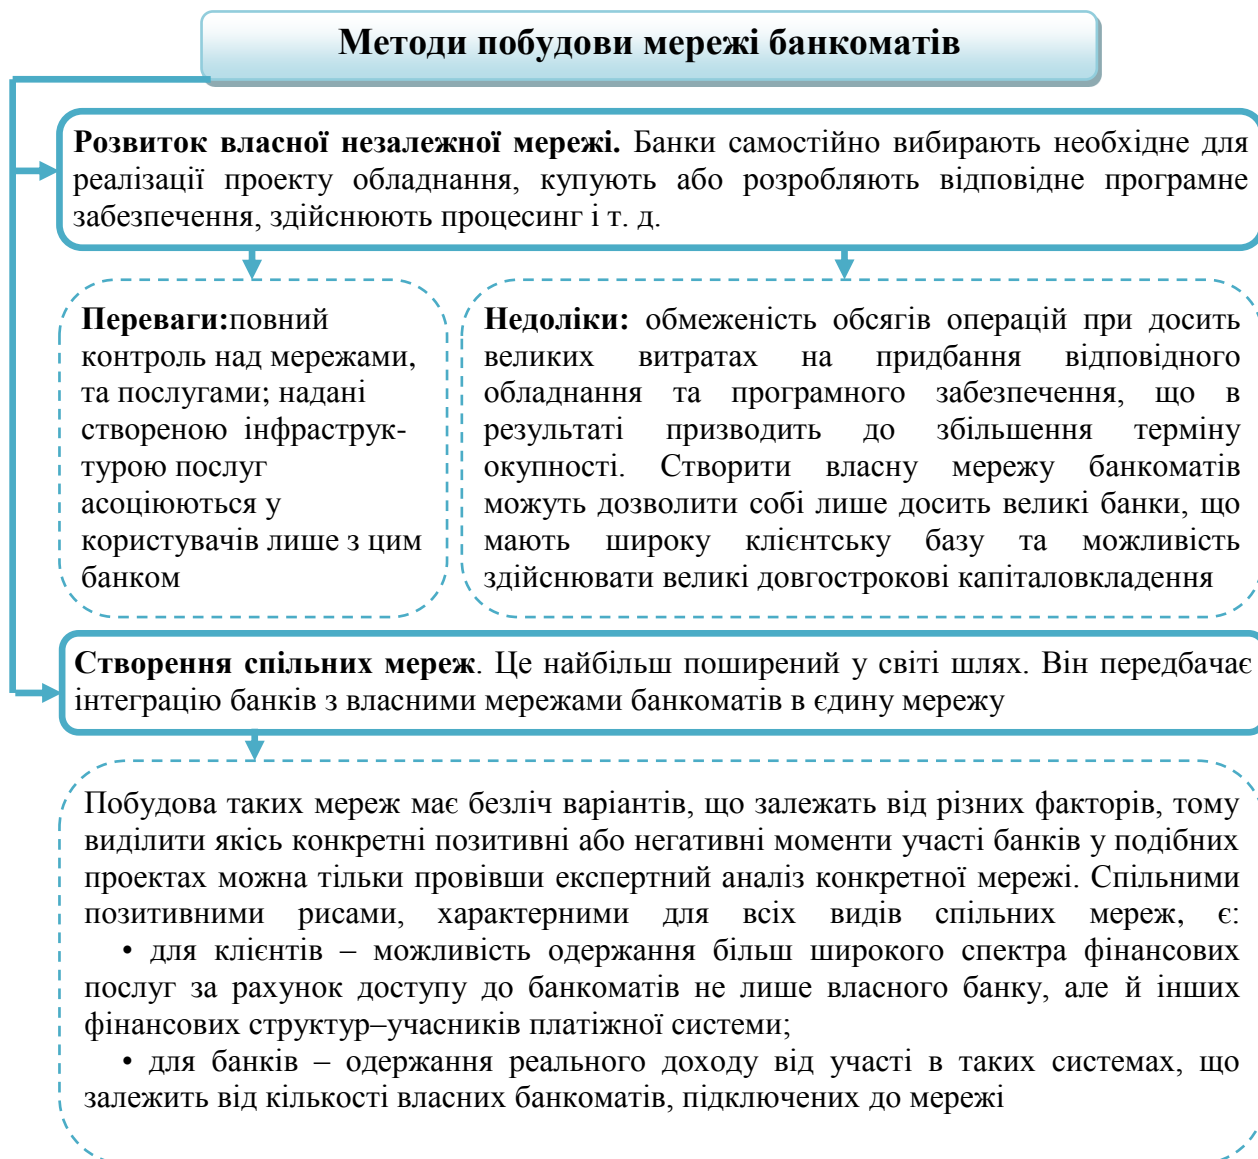 Методи побудови мережі банкоматів
Розвиток власної незалежної мережі. Банки самостійно вибирають необхідне для
реалізації проекту обладнання, купують або розробляють відповідне програмне
забезпечення, здійснюють процесинг і т. д.
Переваги:повний
контроль над мережами,
та послугами; надані
створеною інфраструк-
турою послуг
асоціюються у
користувачів лише з цим
банком
Недоліки: обмеженість обсягів операцій при досить
великих витратах на придбання відповідного
обладнання та програмного забезпечення, що в
результаті призводить до збільшення терміну
окупності. Створити власну мережу банкоматів
можуть дозволити собі лише досить великі банки, що
мають широку клієнтську базу та можливість
здійснювати великі довгострокові капіталовкладення
Створення спільних мереж. Це найбільш поширений у світі шлях. Він передбачає
інтеграцію банків з власними мережами банкоматів в єдину мережу
Побудова таких мереж має безліч варіантів, що залежать від різних факторів, тому
виділити якісь конкретні позитивні або негативні моменти участі банків у подібних
проектах можна тільки провівши експертний аналіз конкретної мережі. Спільними
позитивними рисами, характерними для всіх видів спільних мереж, є:
• для клієнтів – можливість одержання більш широкого спектра фінансових
послуг за рахунок доступу до банкоматів не лише власного банку, але й інших
фінансових структур–учасників платіжної системи;
• для банків – одержання реального доходу від участі в таких системах, що
залежить від кількості власних банкоматів, підключених до мережі